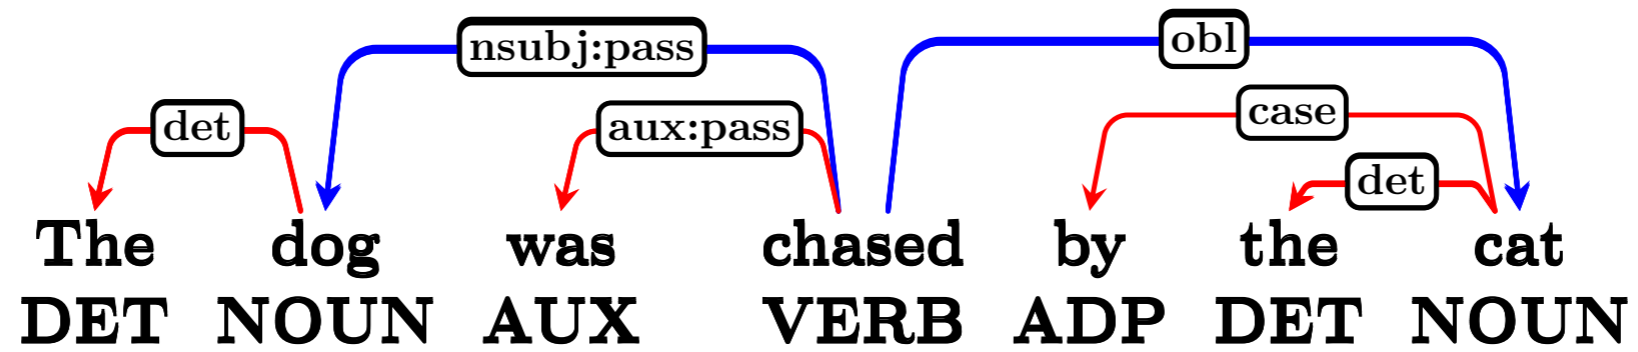 nsubj:pass obl
det aux:pass case
det
The dog was chased by the cat
DET NOUN AUX VERB ADP DET NOUN